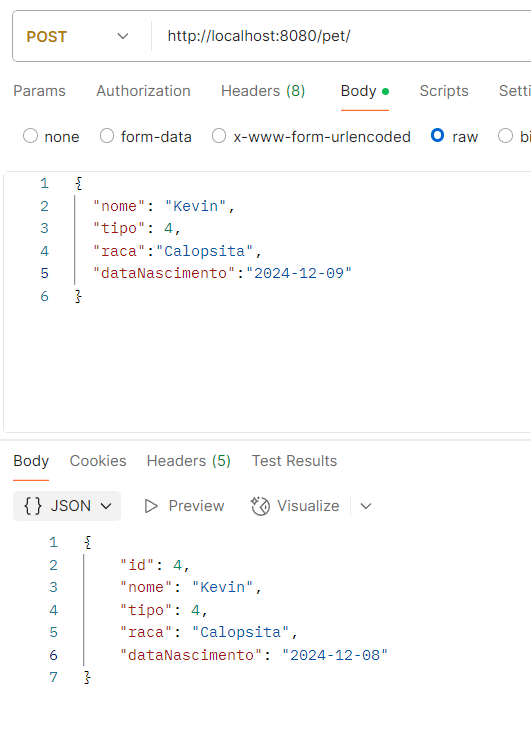 POST http://localhost:8080/pet/
Params Authorization Headers (8) Body Scripts Setti
none form-data x-www-form-urlencoded raw bi
1 {
2 "nome": "Kevin",
3 "tipo": 4,
4 "raca":"Calopsita",
5 "dataNascimento":"2024-12-09"
6 }
Body Cookies Headers (5) Test Results
{} JSON Preview Visualize
1 {
2 "id": 4,
3 "nome": "Kevin",
4 "tipo": 4,
5 "raca": "Calopsita",
6 "dataNascimento": "2024-12-08"
7 }